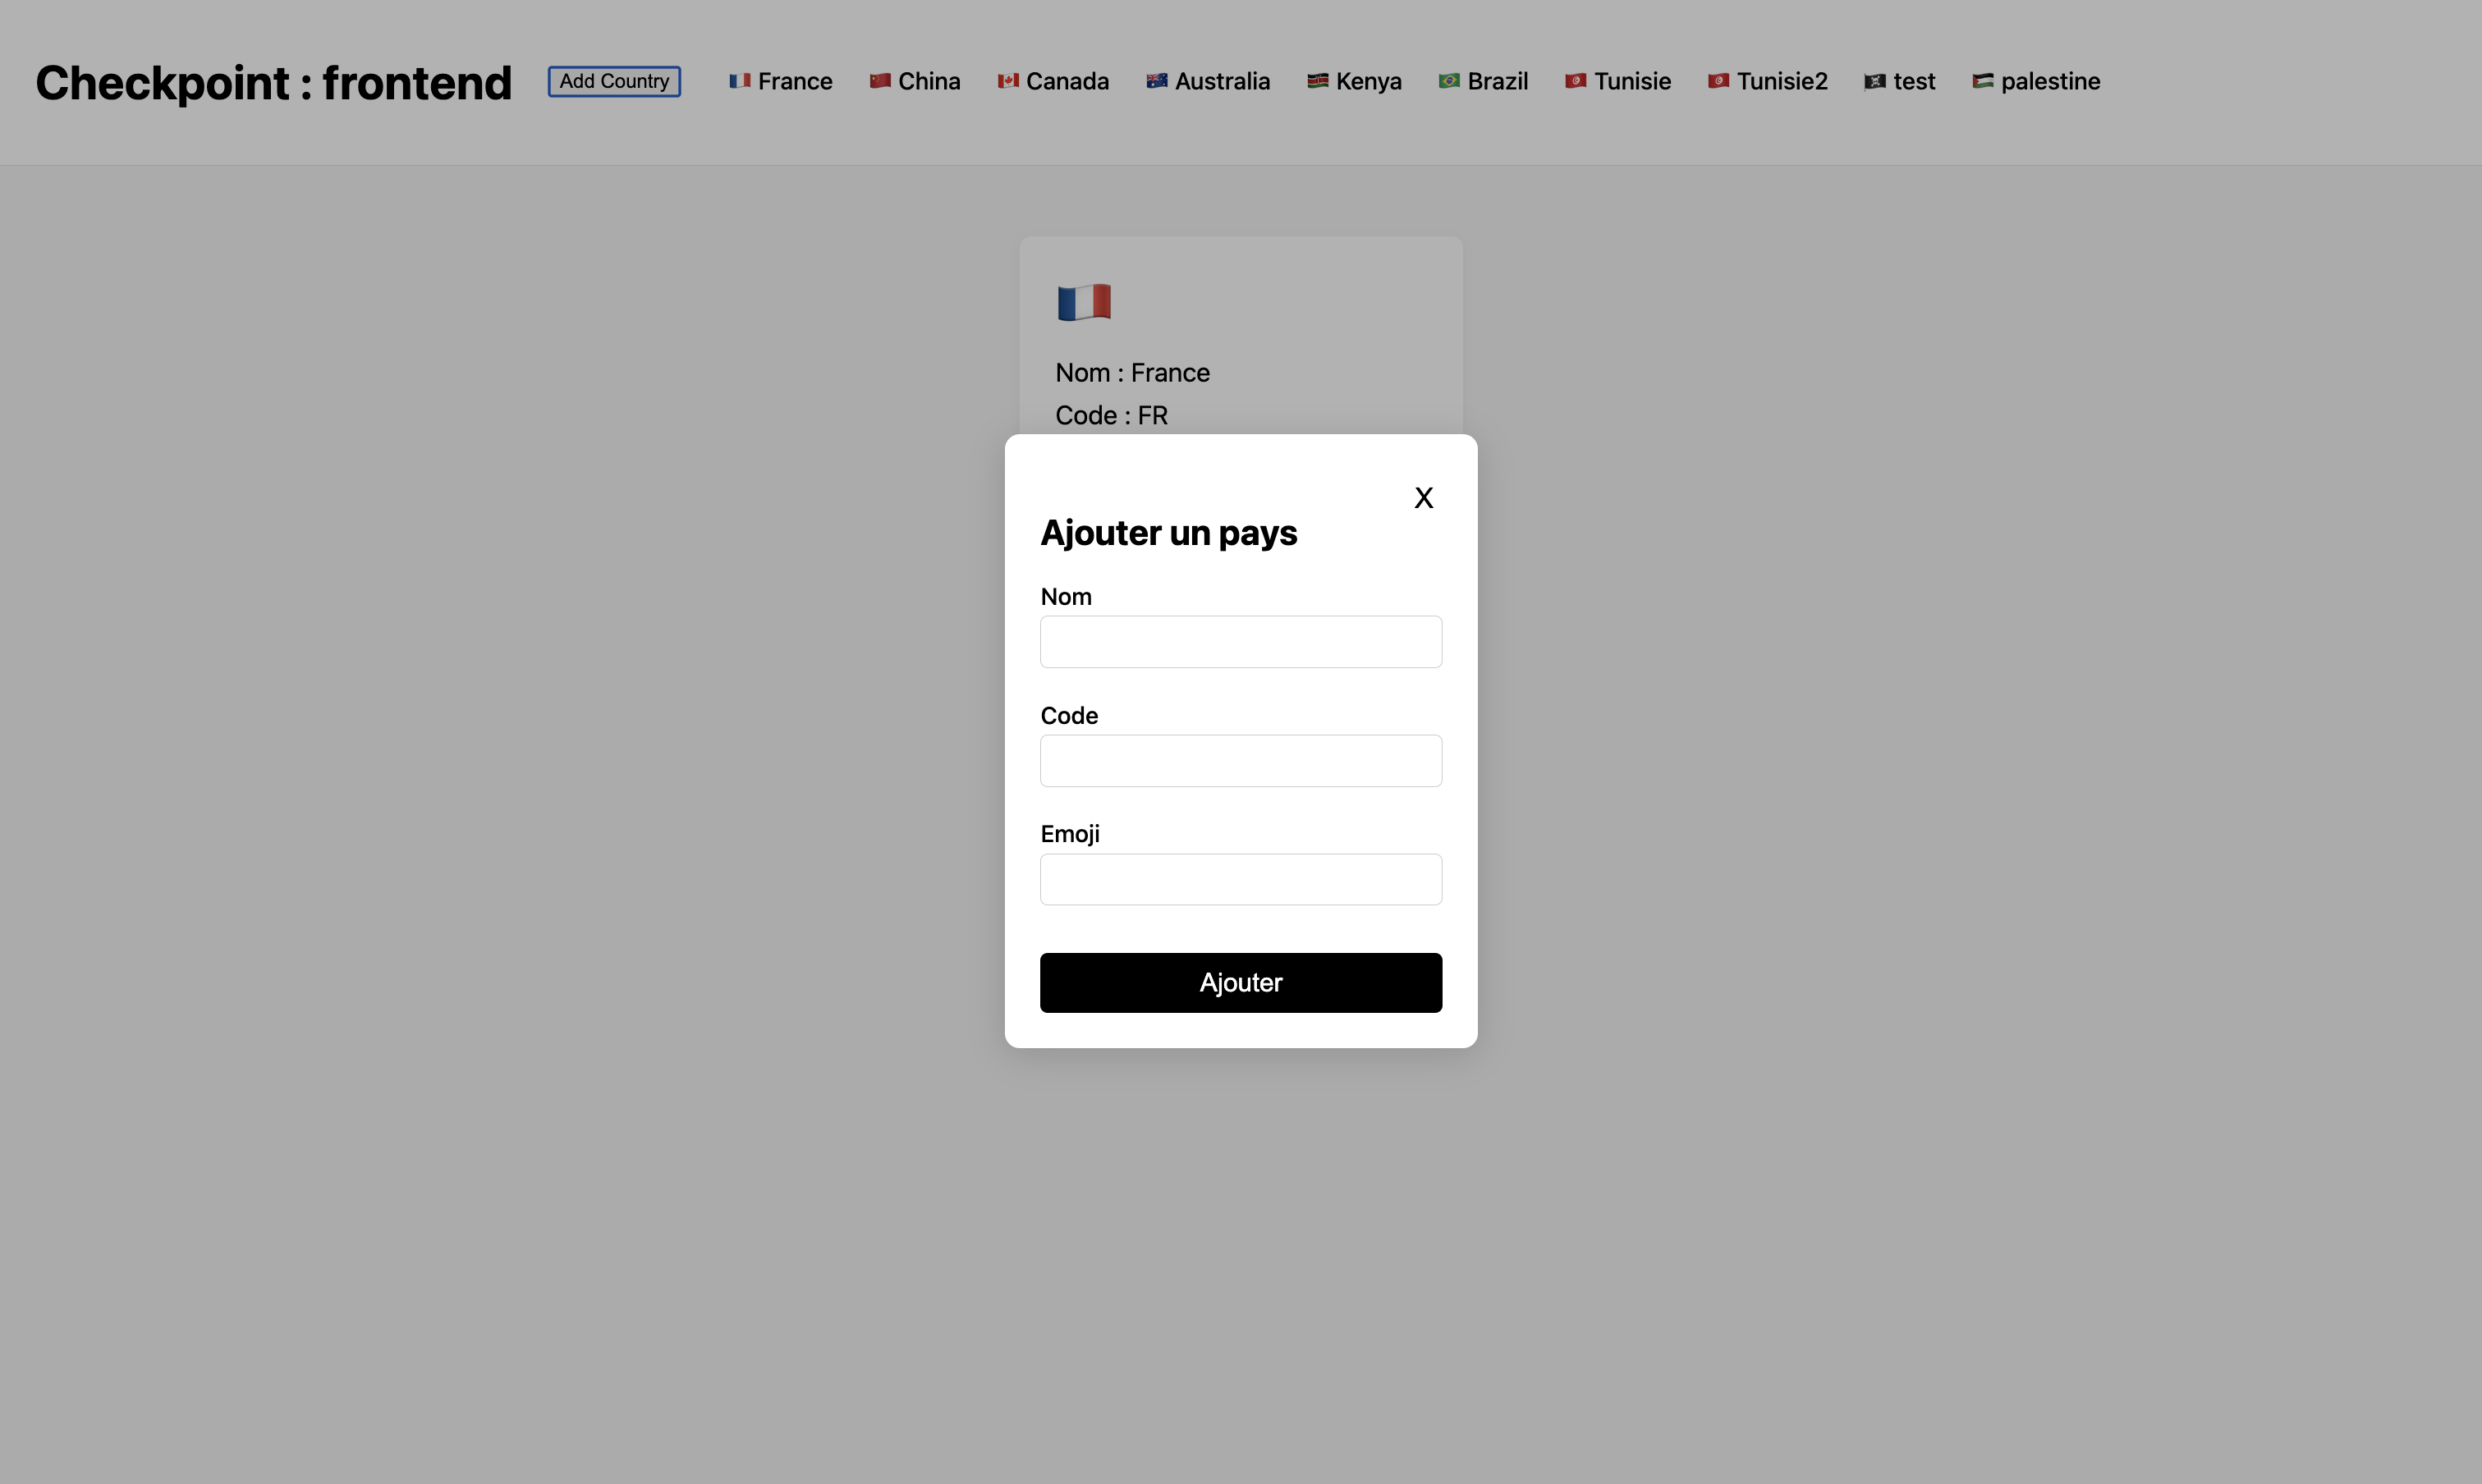 Checkpoint : frontend
Add Country
France
China
Canada
Australia
Kenya
Brazil
Tunisie
Tunisie2
test
palestine
Nom : France
Code : FR
X
Ajouter un pays
Nom
Code
Emoji
Ajouter